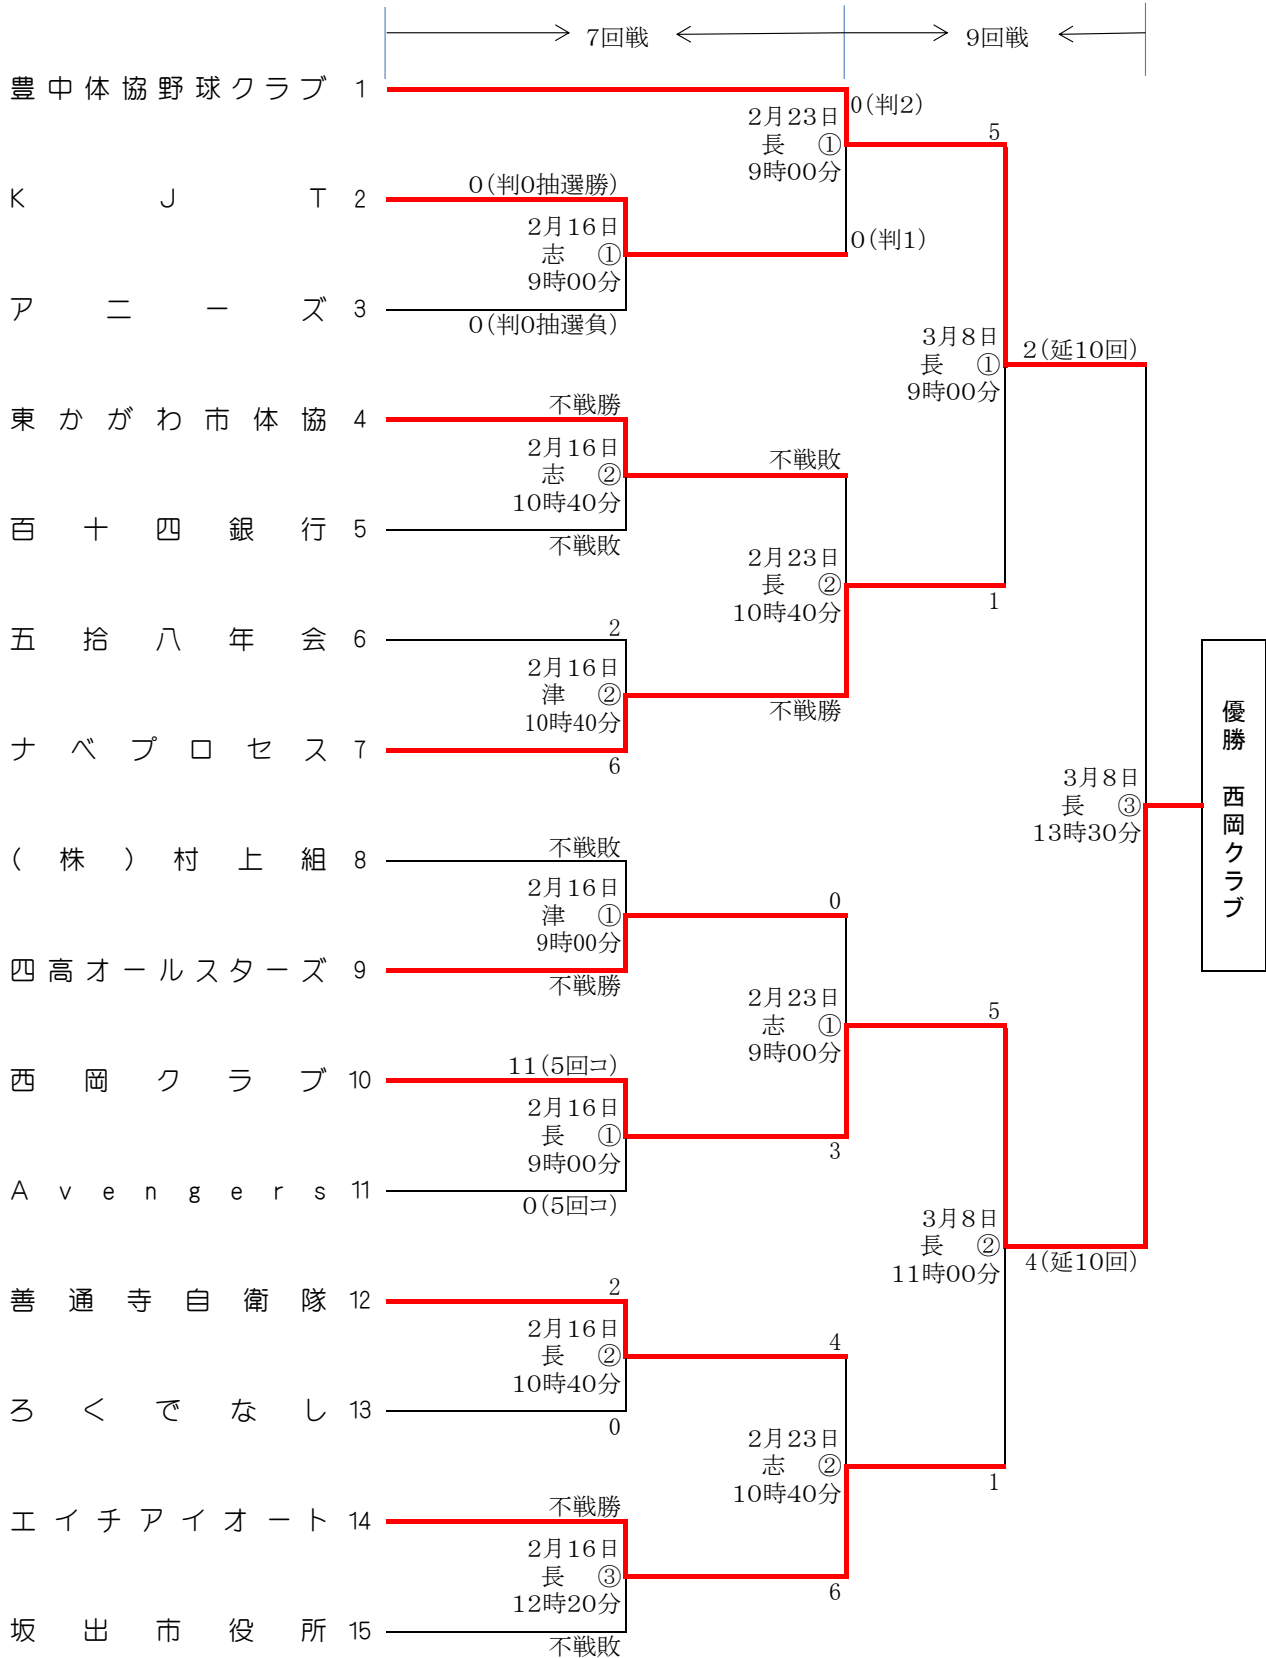 7回戦 9回戦
豊中体協野球クラブ 1
0(判2)
2月23日
長 ①
9時00分
5
KJT 2
0(判0抽選勝)
2月16日
志 ①
9時00分
0(判1)
アニーズ 3
0(判0抽選負)
3月8日
長 ①
9時00分
2(延10回)
東かがわ市体協 4
不戦勝
2月16日
志 ②
10時40分
不戦敗
百十四銀行 5
不戦敗
2月23日
長 ②
10時40分
1
五拾八年会 6
2
2月16日
津 ②
10時40分
不戦勝
ナベプロセス 7
6
3月8日
長 ③
13時30分
優勝 西岡クラブ
(株)村上組 8
不戦敗
2月16日
津 ①
9時00分
0
四高オールスターズ 9
不戦勝
2月23日
志 ①
9時00分
5
西岡クラブ 10
11(5回コ)
2月16日
長 ①
9時00分
3
Avengers 11
0(5回コ)
3月8日
長 ②
11時00分
4(延10回)
善通寺自衛隊 12
2
2月16日
長 ②
10時40分
4
ろくでなし 13
0
2月23日
志 ②
10時40分
1
エイチアイオート 14
不戦勝
2月16日
長 ③
12時20分
6
坂出市役所 15
不戦敗